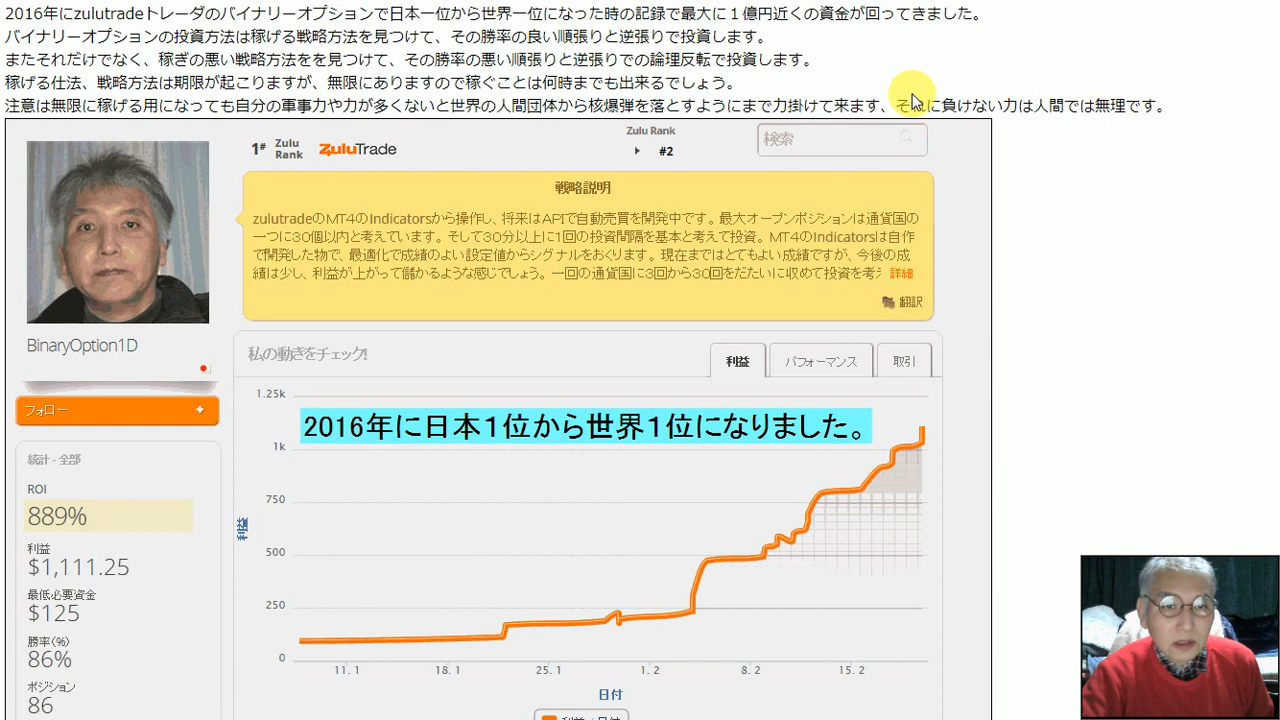 2016年にzulutradeトレーダのバイナリーオプションで日本一位から世界一位になった時の記録で最大に１億円近くの資金が回ってきました。
バイナリーオプションの投資方法は稼げる戦略方法を見つけて、その勝率の良い順張りと逆張りで投資します。
またそれだけでなく、稼ぎの悪い戦略方法をを見つけて、その勝率の悪い順張りと逆張りでの論理反転で投資します。
稼げる仕法、戦略方法は期限が起こりますが、無限にありますので稼ぐことは何時までも出来るでしょう。
注意は無限に稼げる用になっても自分の軍事力や力が多くないと世界の人間団体から核爆弾を落とすようにまで力掛けて来ます、それに負けない力は人間では無理です。
1# Zulu Rank ZuluTrade
Zulu Rank
#2
検索
戦略説明
zulutradeのMT4のIndicatorsから操作し、将来はAPIで自動売買を開発中です。最大オープンポジションは通貨国の
一つに30個以内と考えています。そして30分以上に1回の投資間隔を基本と考えて投資。MT4のIndicatorsは自作
で開発した物で、最適化で成績のよい設定値からシグナルをおくります。現在まではとてもよい成績ですが、今後の成
績は少し、利益が上がって儲かるような感じでしょう。一回の通貨国に3回から30回をだたいに収めて投資を考え 詳細
翻訳
BinaryOption1D
フォロー +
統計 - 全部
ROI
889%
利益
$1,111.25
最低必要資金
$125
勝率(%)
86%
ポジション
86
私の動きをチェック!
利益 パフォーマンス 取引
2016年に日本１位から世界１位になりました。
1.25k
1k
750
500
250
0
利益
11. 1 18. 1 25. 1 1. 2 8. 2 15. 2
日付
利益 / 日付